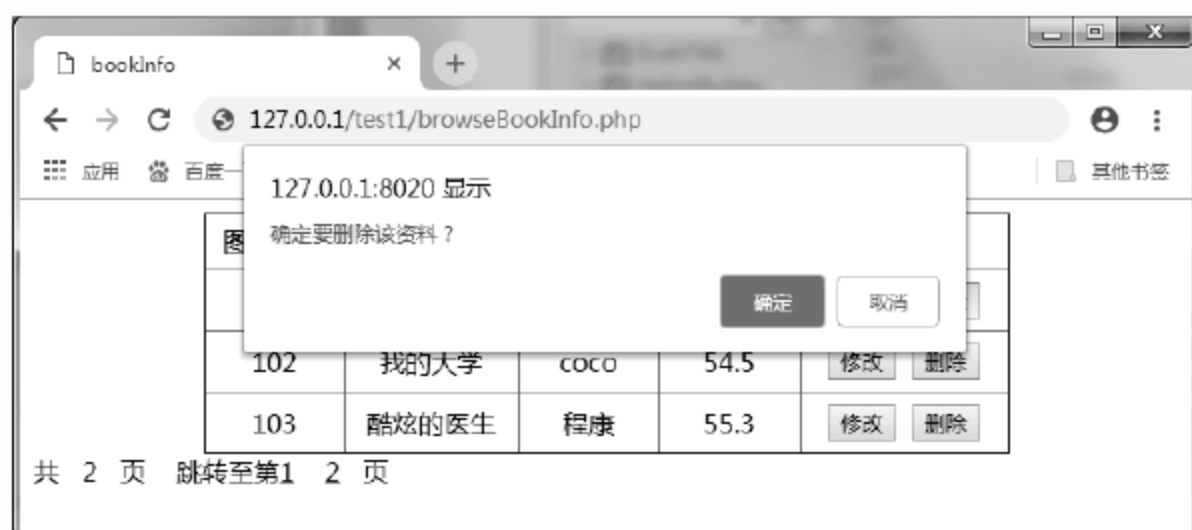 bookInfo
127.0.0.1/test1/browseBookInfo.php
应用 百度一 其他书签
127.0.0.1:8020 显示
确定要删除该资料？
确定 取消
图
102 我的大学 coco 54.5 修改 删除
103 酷炫的医生 程康 55.3 修改 删除
共 2 页 跳转至第1 2 页